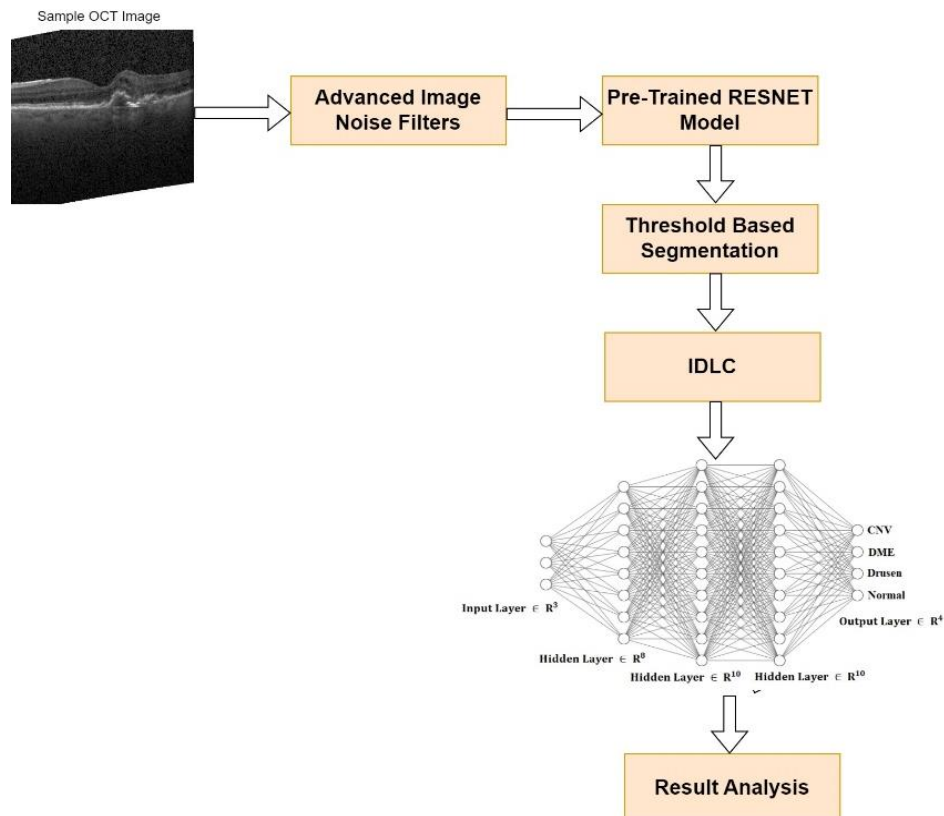 Sample OCT Image
Advanced Image
Noise Filters
Pre-Trained RESNET
Model
Threshold Based
Segmentation
IDLC
CNV
DME
Drusen
Normal
Input Layer ∈ R³
Output Layer ∈ R⁴
Hidden Layer ∈ R⁸
Hidden Layer ∈ R¹⁰
Hidden Layer ∈ R¹⁰
Result Analysis